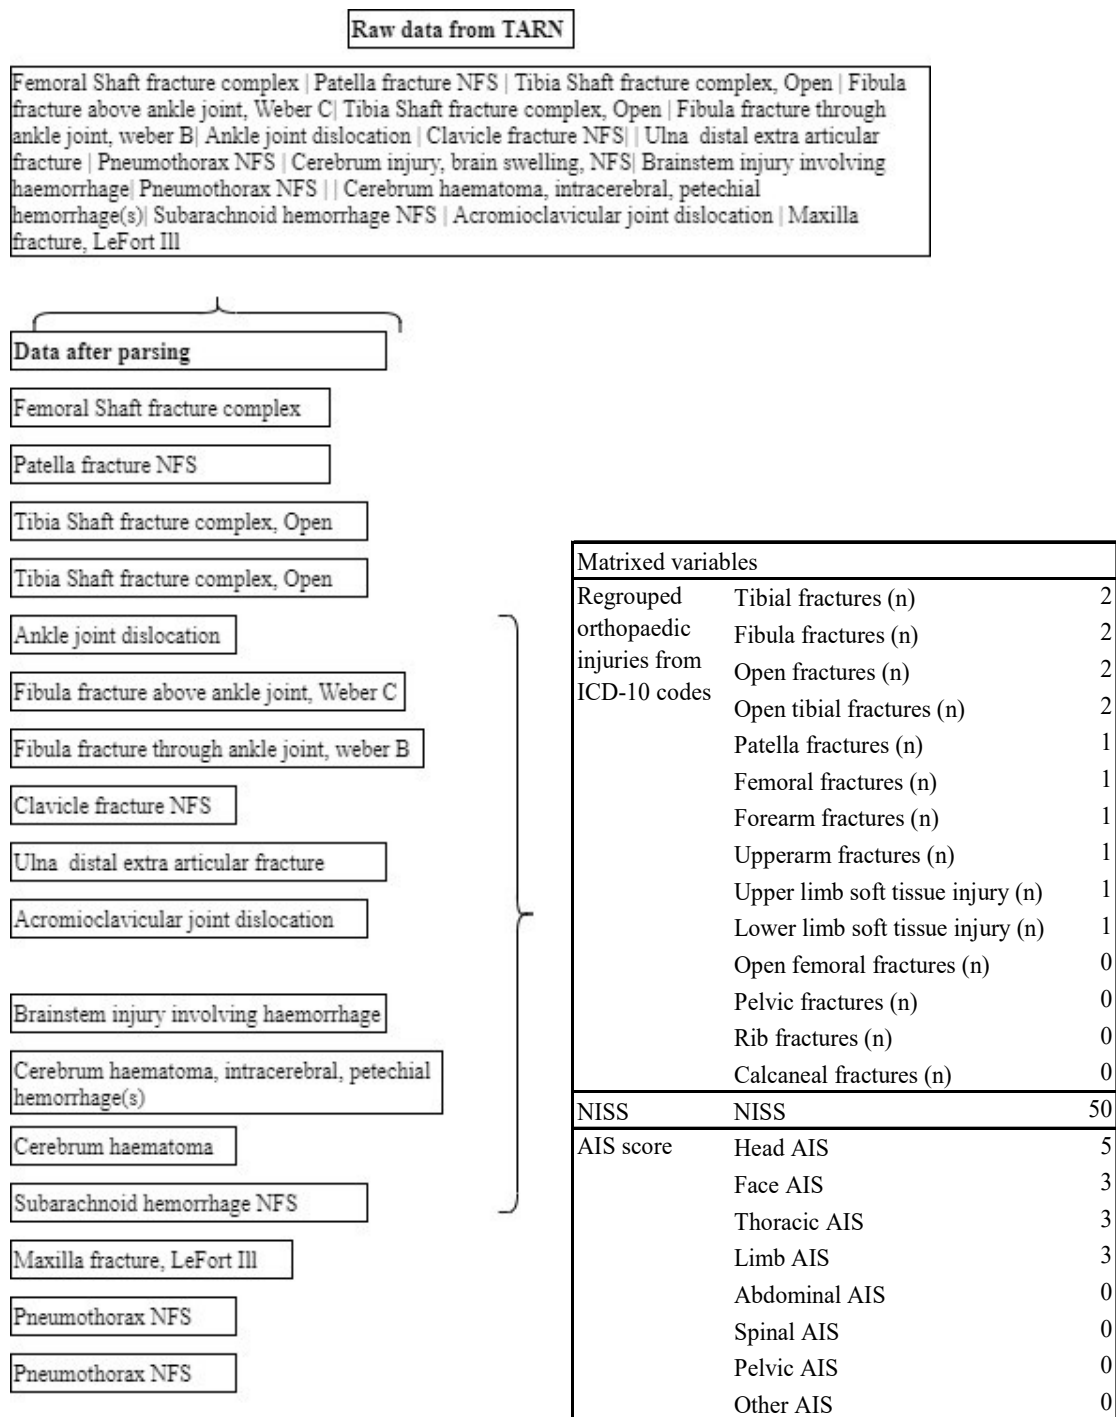 Raw data from TARN
Femoral Shaft fracture complex | Patella fracture NFS | Tibia Shaft fracture complex, Open | Fibula
fracture above ankle joint, Weber C| Tibia Shaft fracture complex, Open | Fibula fracture through
ankle joint, weber B| Ankle joint dislocation | Clavicle fracture NFS| | Ulna  distal extra articular
fracture | Pneumothorax NFS | Cerebrum injury, brain swelling, NFS| Brainstem injury involving
haemorrhage| Pneumothorax NFS | | Cerebrum haematoma, intracerebral, petechial
hemorrhage(s)| Subarachnoid hemorrhage NFS | Acromioclavicular joint dislocation | Maxilla
fracture, LeFort Ill
Data after parsing
Femoral Shaft fracture complex
Patella fracture NFS
Tibia Shaft fracture complex, Open
Tibia Shaft fracture complex, Open
Ankle joint dislocation
Fibula fracture above ankle joint, Weber C
Fibula fracture through ankle joint, weber B
Clavicle fracture NFS
Ulna  distal extra articular fracture
Acromioclavicular joint dislocation
Brainstem injury involving haemorrhage
Cerebrum haematoma, intracerebral, petechial
hemorrhage(s)
Cerebrum haematoma
Subarachnoid hemorrhage NFS
Maxilla fracture, LeFort Ill
Pneumothorax NFS
Pneumothorax NFS
Matrixed variables
Regrouped Tibial fractures (n) 2
orthopaedic Fibula fractures (n) 2
injuries from Open fractures (n) 2
ICD-10 codes Open tibial fractures (n) 2
Patella fractures (n) 1
Femoral fractures (n) 1
Forearm fractures (n) 1
Upperarm fractures (n) 1
Upper limb soft tissue injury (n) 1
Lower limb soft tissue injury (n) 1
Open femoral fractures (n) 0
Pelvic fractures (n) 0
Rib fractures (n) 0
Calcaneal fractures (n) 0
NISS NISS 50
AIS score Head AIS 5
Face AIS 3
Thoracic AIS 3
Limb AIS 3
Abdominal AIS 0
Spinal AIS 0
Pelvic AIS 0
Other AIS 0